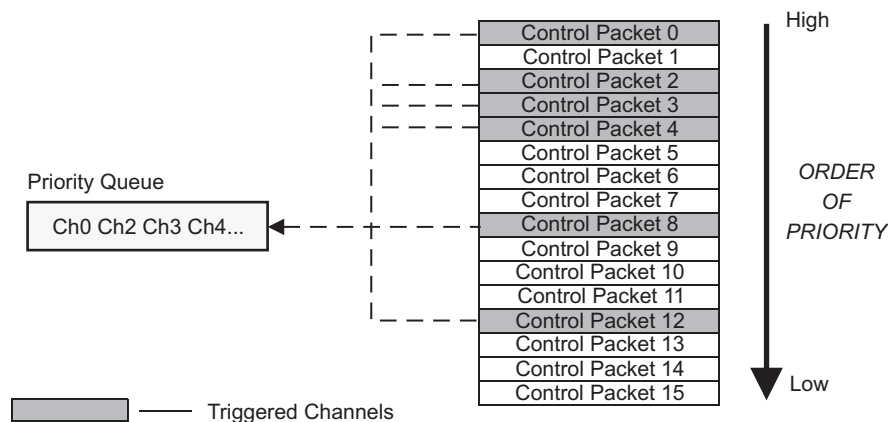 Control Packet 0
Control Packet 1
Control Packet 2
Control Packet 3
Control Packet 4
Control Packet 5
Control Packet 6
Control Packet 7
Control Packet 8
Control Packet 9
Control Packet 10
Control Packet 11
Control Packet 12
Control Packet 13
Control Packet 14
Control Packet 15
High
ORDER
OF
PRIORITY
Low
Priority Queue
Ch0 Ch2 Ch3 Ch4...
Triggered Channels